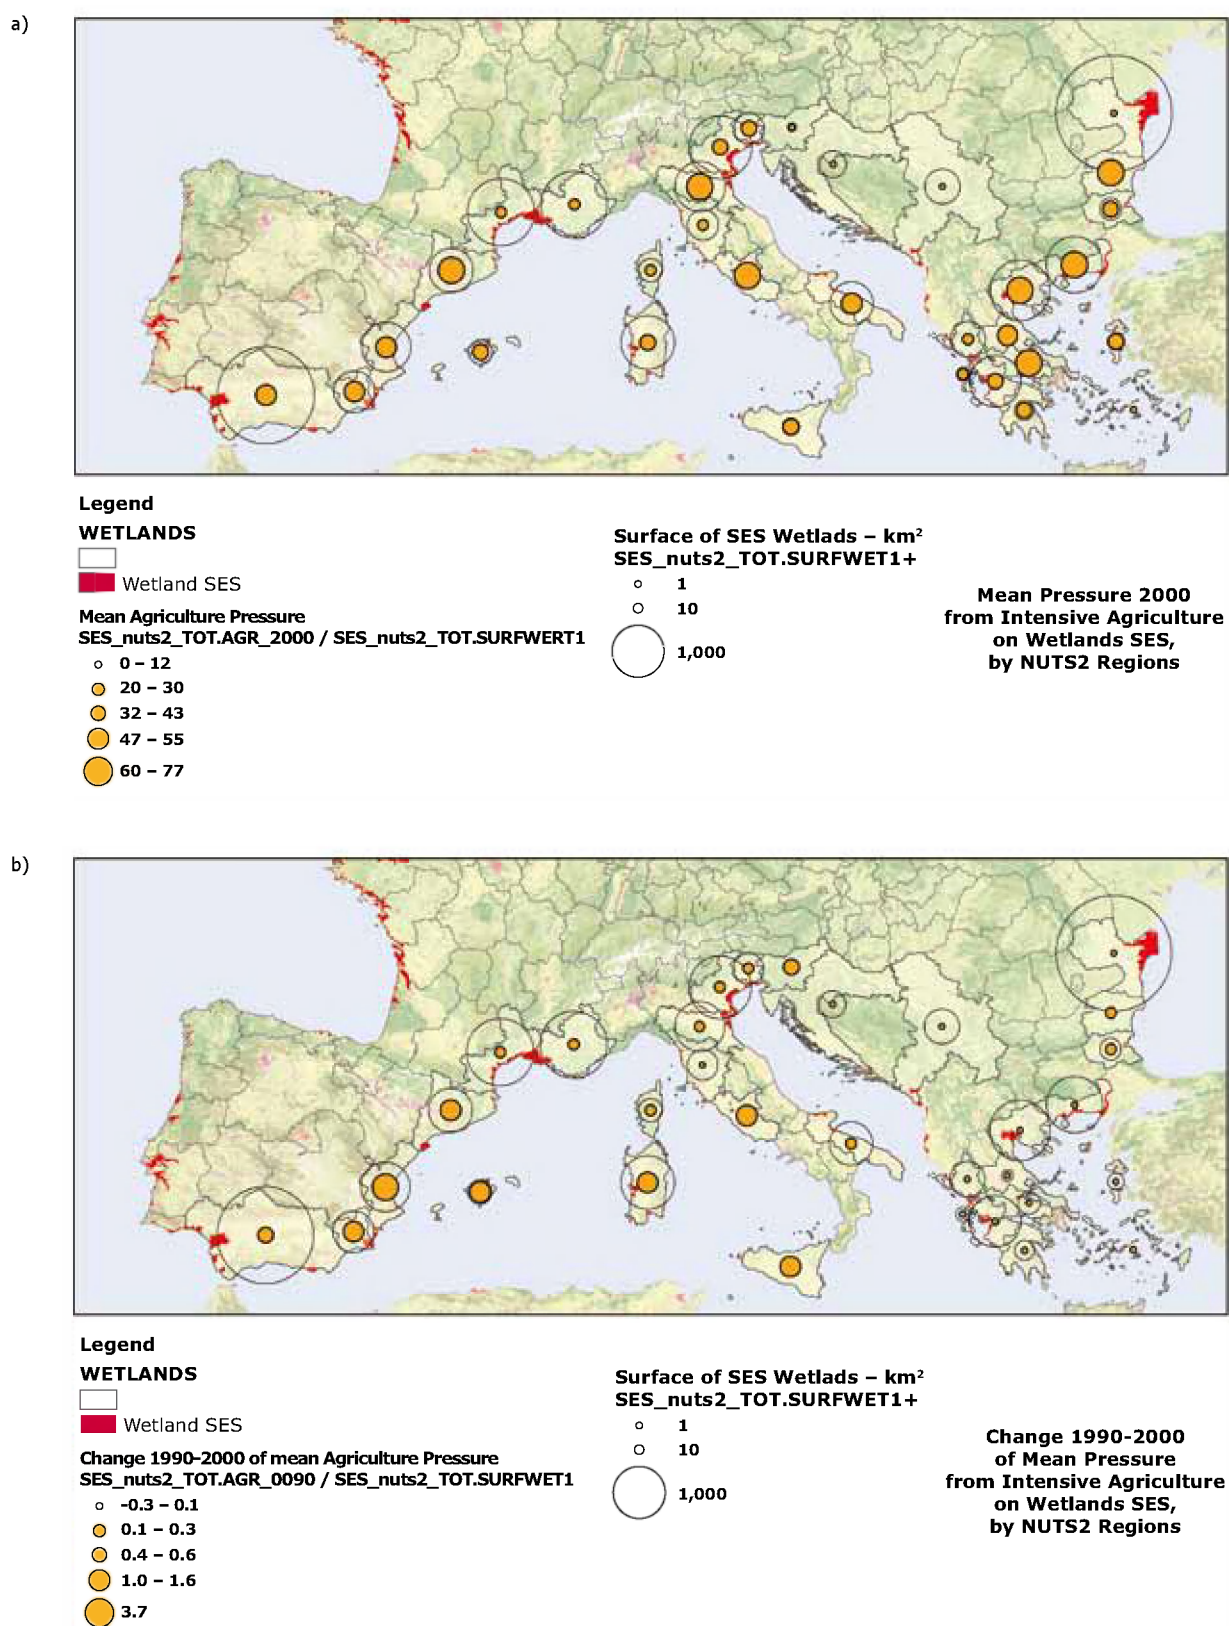 a)
Legend
WETLANDS
Wetland SES
Mean Agriculture Pressure
SES_nuts2_TOT.AGR_2000 / SES_nuts2_TOT.SURFWERT1
0 – 12
20 – 30
32 – 43
47 – 55
60 – 77
Surface of SES Wetlads – km²
SES_nuts2_TOT.SURFWET1+
1
10
1,000
Mean Pressure 2000
from Intensive Agriculture
on Wetlands SES,
by NUTS2 Regions
b)
Legend
WETLANDS
Wetland SES
Change 1990-2000 of mean Agriculture Pressure
SES_nuts2_TOT.AGR_0090 / SES_nuts2_TOT.SURFWET1
-0.3 – 0.1
0.1 – 0.3
0.4 – 0.6
1.0 – 1.6
3.7
Surface of SES Wetlads – km²
SES_nuts2_TOT.SURFWET1+
1
10
1,000
Change 1990-2000
of Mean Pressure
from Intensive Agriculture
on Wetlands SES,
by NUTS2 Regions